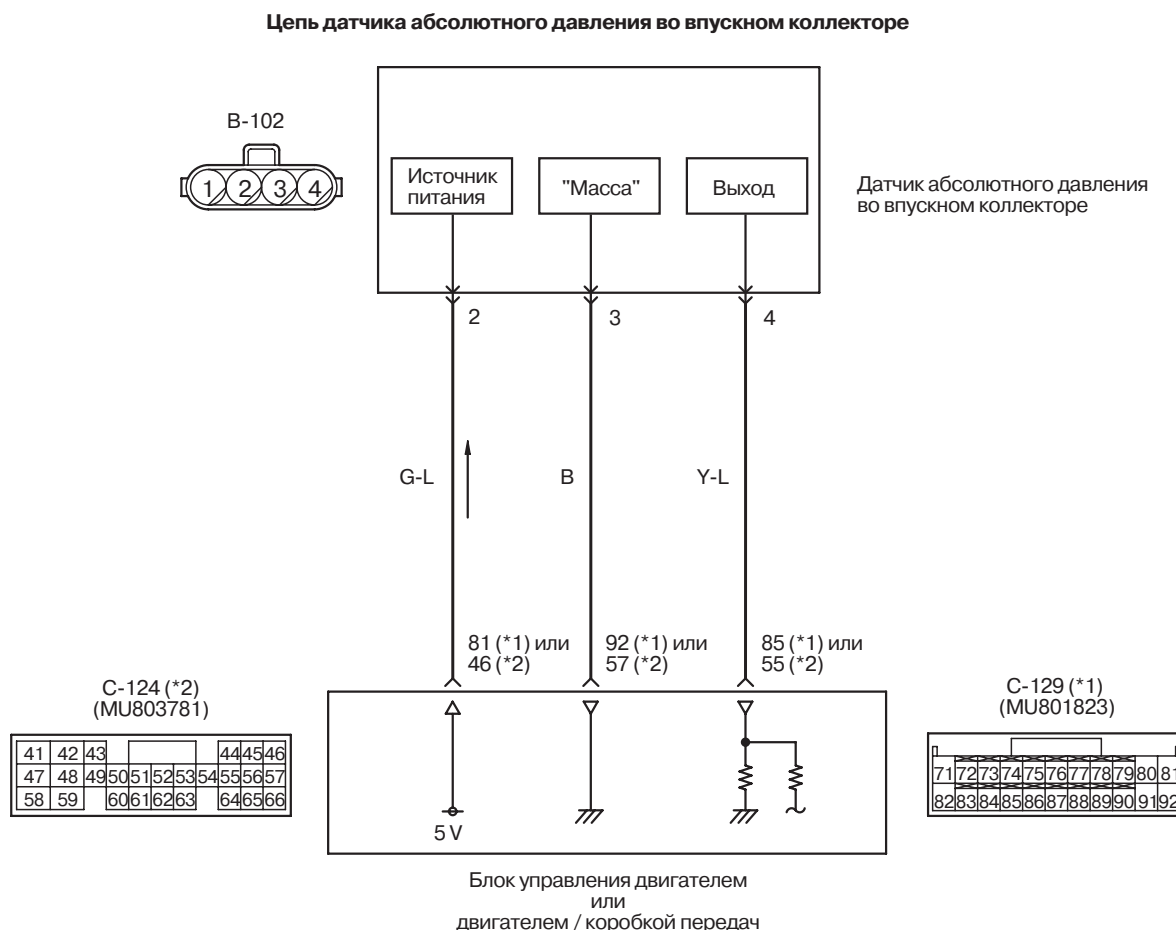 Цепь датчика абсолютного давления во впускном коллекторе
B-102
1 2 3 4
Источник
питания
"Масса"
Выход
Датчик абсолютного давления
во впускном коллекторе
2
3
4
G-L
B
Y-L
81 (*1) или
46 (*2)
92 (*1) или
57 (*2)
85 (*1) или
55 (*2)
C-124 (*2)
(MU803781)
41 42 43 44 45 46
47 48 49 50 51 52 53 54 55 56 57
58 59 60 61 62 63 64 65 66
C-129 (*1)
(MU801823)
71 72 73 74 75 76 77 78 79 80 81
82 83 84 85 86 87 88 89 90 91 92
5 V
Блок управления двигателем
или
двигателем / коробкой передач